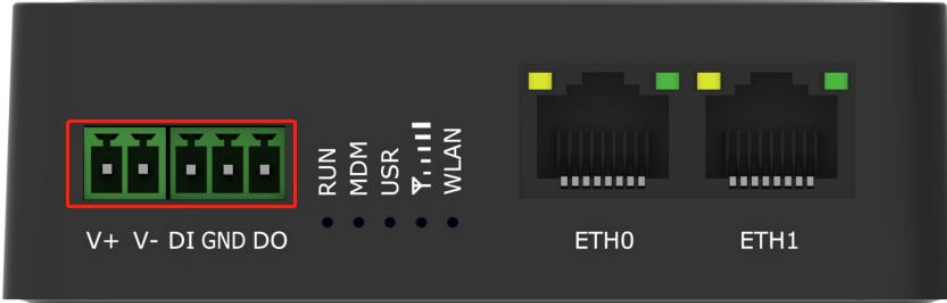 RUN
MDM
USR
WLAN
V+ V- DI GND DO
ETH0
ETH1